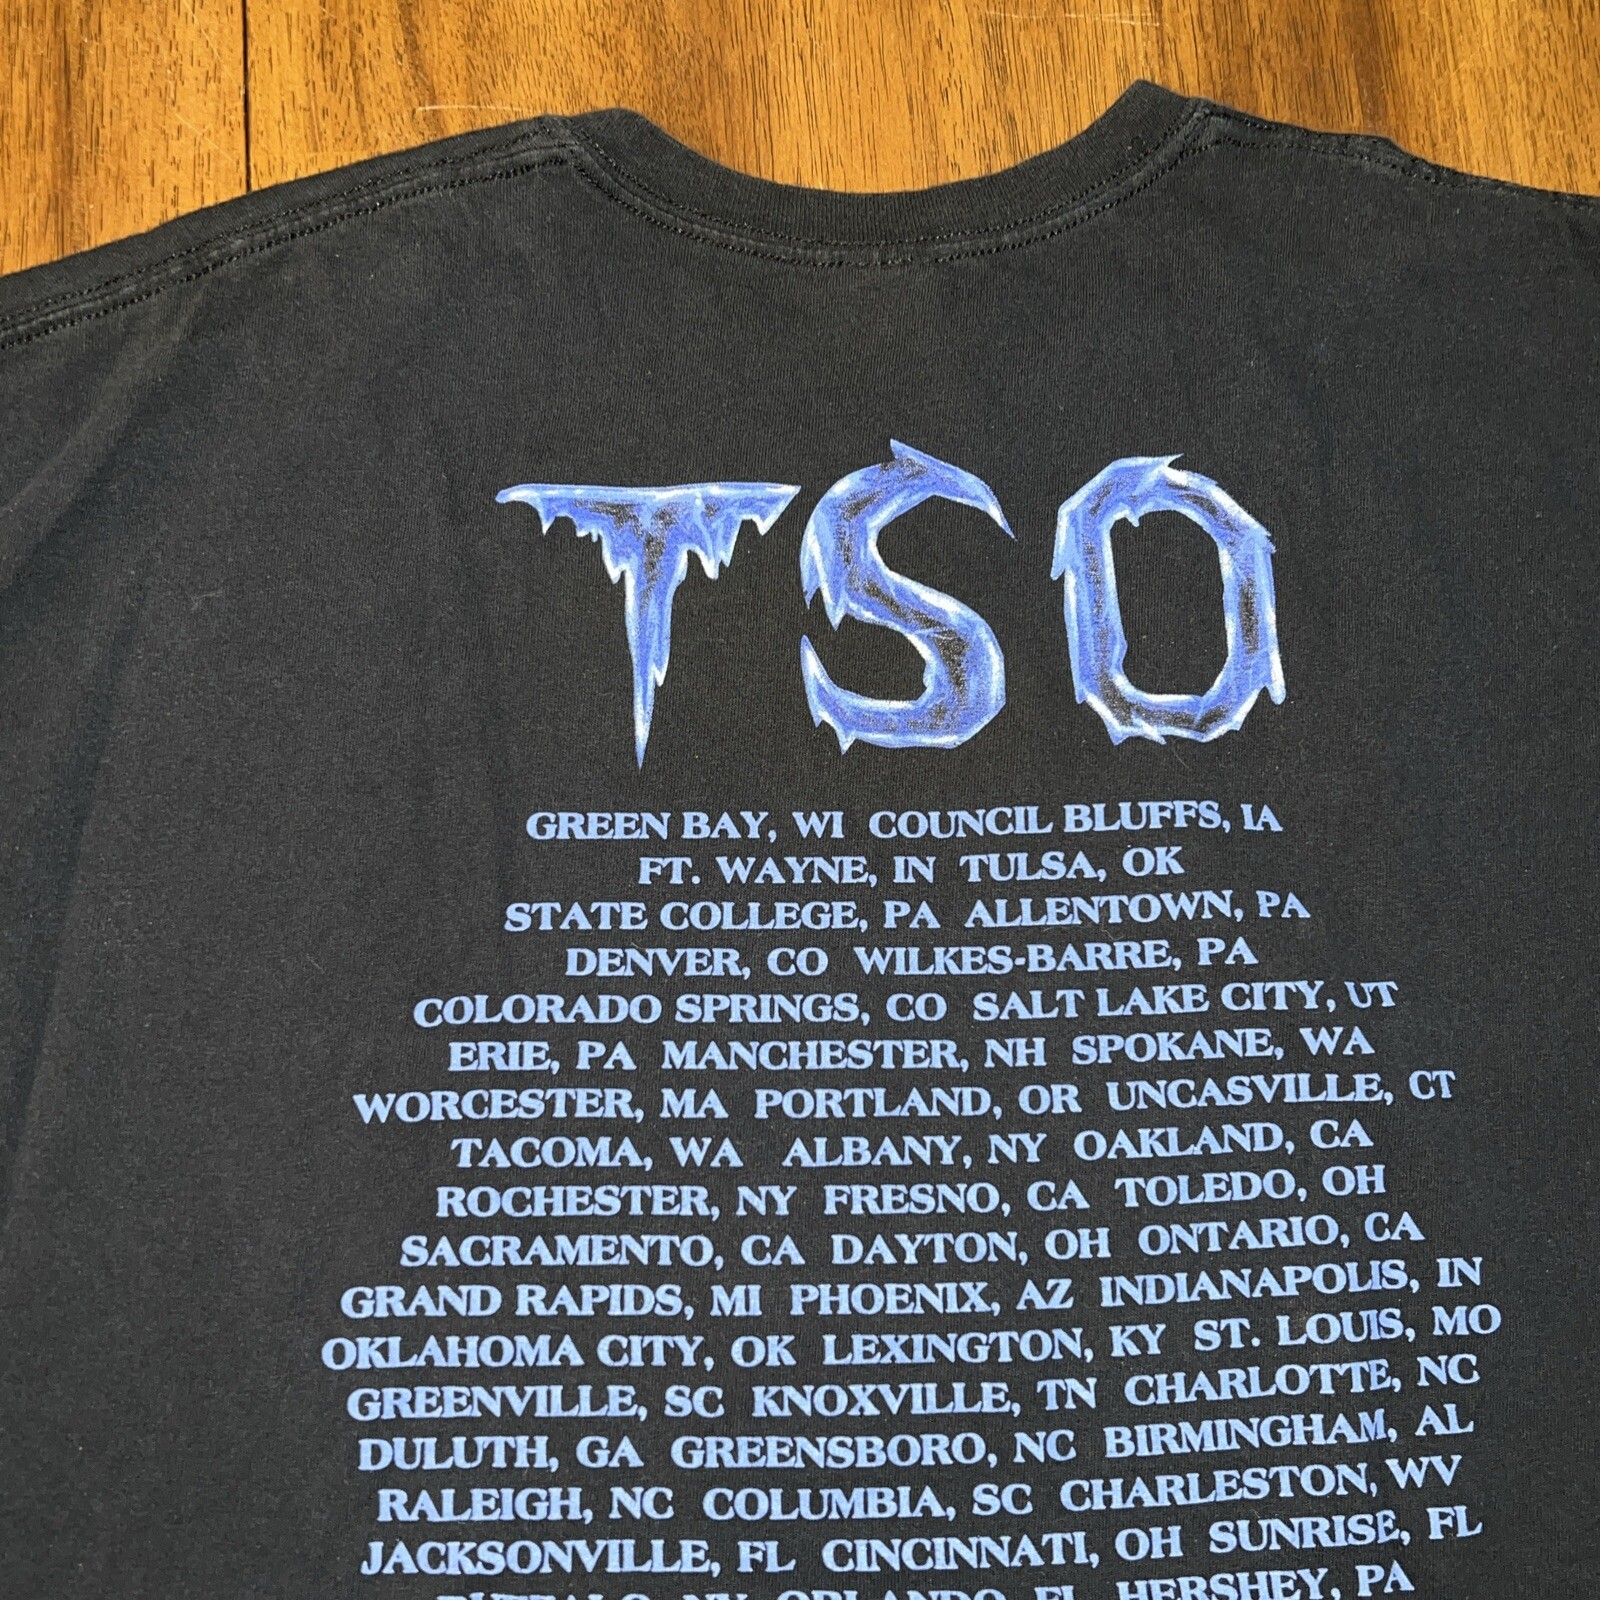 TSO
GREEN BAY, WI COUNCIL BLUFFS, IA
FT. WAYNE, IN TULSA, OK
STATE COLLEGE, PA ALLENTOWN, PA
DENVER, CO WILKES-BARRE, PA
COLORADO SPRINGS, CO SALT LAKE CITY, UT
ERIE, PA MANCHESTER, NH SPOKANE, WA
WORCESTER, MA PORTLAND, OR UNCASVILLE, CT
TACOMA, WA ALBANY, NY OAKLAND, CA
ROCHESTER, NY FRESNO, CA TOLEDO, OH
SACRAMENTO, CA DAYTON, OH ONTARIO, CA
GRAND RAPIDS, MI PHOENIX, AZ INDIANAPOLIS, IN
OKLAHOMA CITY, OK LEXINGTON, KY ST. LOUIS, MO
GREENVILLE, SC KNOXVILLE, TN CHARLOTTE, NC
DULUTH, GA GREENSBORO, NC BIRMINGHAM, AL
RALEIGH, NC COLUMBIA, SC CHARLESTON, WV
JACKSONVILLE, FL CINCINNATI, OH SUNRISE, FL
BUFFALO, NY ORLANDO, FL HERSHEY, PA